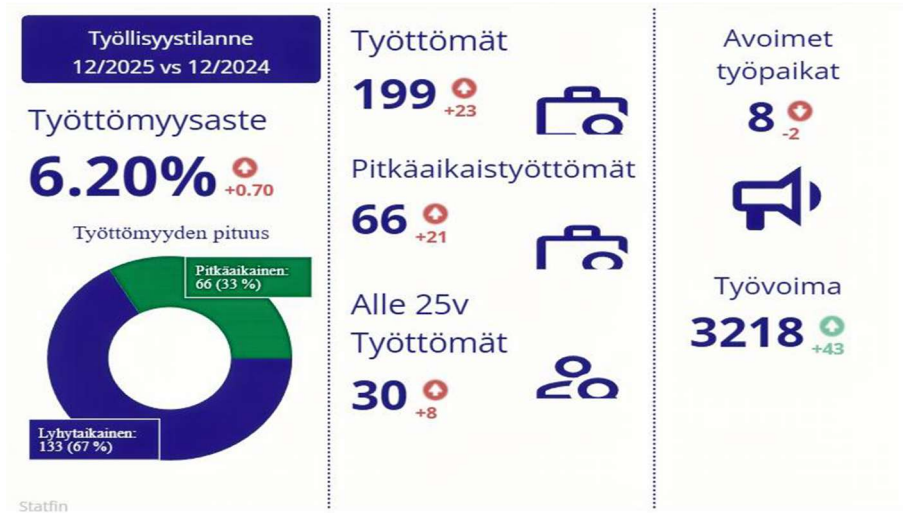 Työllisyystilanne
12/2025 vs 12/2024
Työttömyysaste
6.20%
+0.70
Työttömyyden pituus
Pitkäaikainen:
66 (33 %)
Lyhytaikainen:
133 (67 %)
Statfin
Työttömät
199
+23
Pitkäaikaistyöttömät
66
+21
Alle 25v
Työttömät
30
+8
Avoimet
työpaikat
8
-2
Työvoima
3218
+43